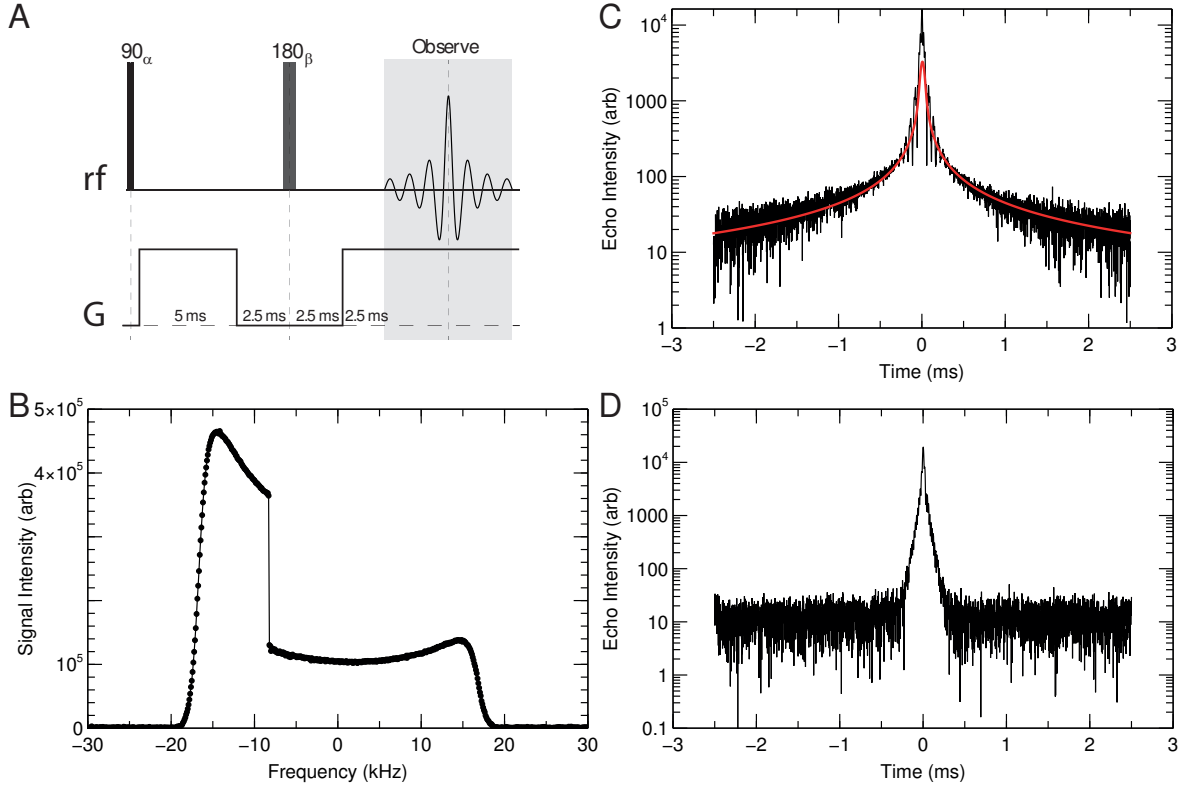 A
90α 180β Observe
rf
G
5 ms 2.5 ms 2.5 ms 2.5 ms
B
5×10⁵
4×10⁵
10⁵
0
Signal Intensity (arb)
−30 −20 −10 0 10 20 30
Frequency (kHz)
C
10⁴
1000
100
10
1
Echo Intensity (arb)
−3 −2 −1 0 1 2 3
Time (ms)
D
10⁵
10⁴
1000
100
10
1
0.1
Echo Intensity (arb)
−3 −2 −1 0 1 2 3
Time (ms)